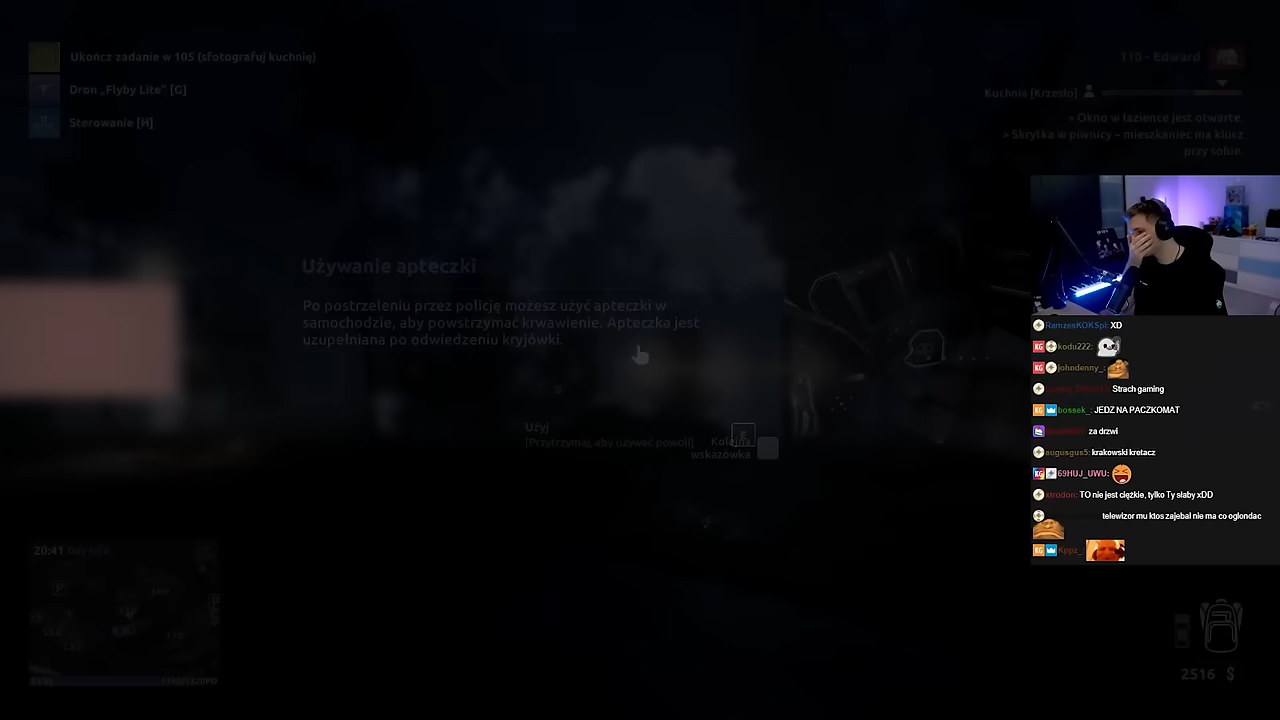 Ukończ zadanie w 105 (sfotografuj kuchnię)
Dron „Flyby Lite” [G]
Sterowanie [H]
110 - Edward
Kuchnia [Krzesło]
> Okno w łazience jest otwarte.
> Skrytka w piwnicy – mieszkaniec ma klucz
przy sobie.
Używanie apteczki
Po postrzeleniu przez policję możesz użyć apteczki w
samochodzie, aby powstrzymać krwawienie. Apteczka jest
uzupełniana po odwiedzeniu kryjówki.
Użyj
[Przytrzymaj, aby używać powoli]
E
Kolejna
wskazówka
RamzesKOKSpl: XD
kodu222:
johndenny_:
Strach gaming
bossek_: JEDZ NA PACZKOMAT
za drzwi
augusgus5: krakowski kretacz
69HUJ_UWU:
xtrodon: TO nie jest ciężkie, tylko Ty slaby xDD
telewizor mu ktos zajebal nie ma co oglondac
Kppz_:
20:41
2516 $